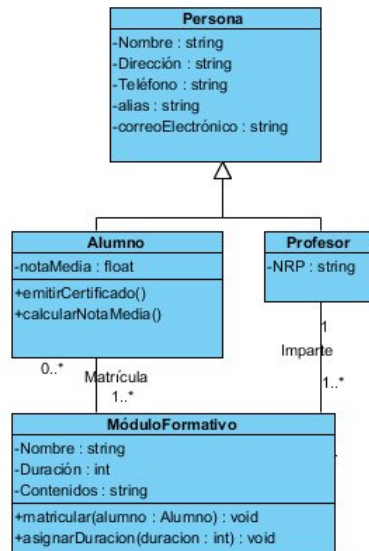 Persona
-Nombre : string
-Dirección : string
-Teléfono : string
-alias : string
-correoElectrónico : string
Alumno
-notaMedia : float
+emitirCertificado()
+calcularNotaMedia()
Profesor
-NRP : string
0..*
Matrícula
1..*
1
Imparte
1..*
MóduloFormativo
-Nombre : string
-Duración : int
-Contenidos : string
+matricular(alumno : Alumno) : void
+asignarDuracion(duracion : int) : void